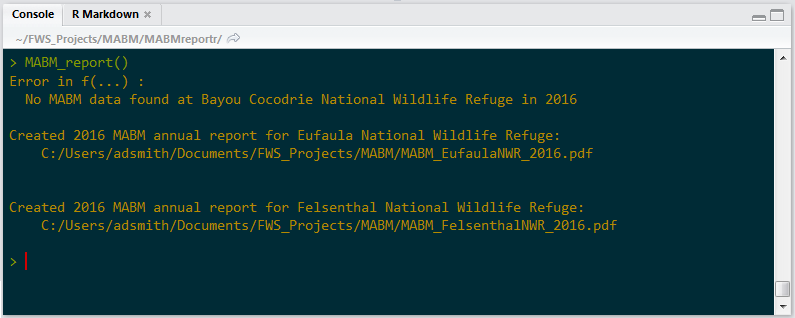 Console R Markdown ×
~/FWS_Projects/MABM/MABMreportr/
> MABM_report()
Error in f(...) :
No MABM data found at Bayou Cocodrie National Wildlife Refuge in 2016
Created 2016 MABM annual report for Eufaula National Wildlife Refuge:
C:/Users/adsmith/Documents/FWS_Projects/MABM/MABM_EufaulaNWR_2016.pdf
Created 2016 MABM annual report for Felsenthal National Wildlife Refuge:
C:/Users/adsmith/Documents/FWS_Projects/MABM/MABM_FelsenthalNWR_2016.pdf
>